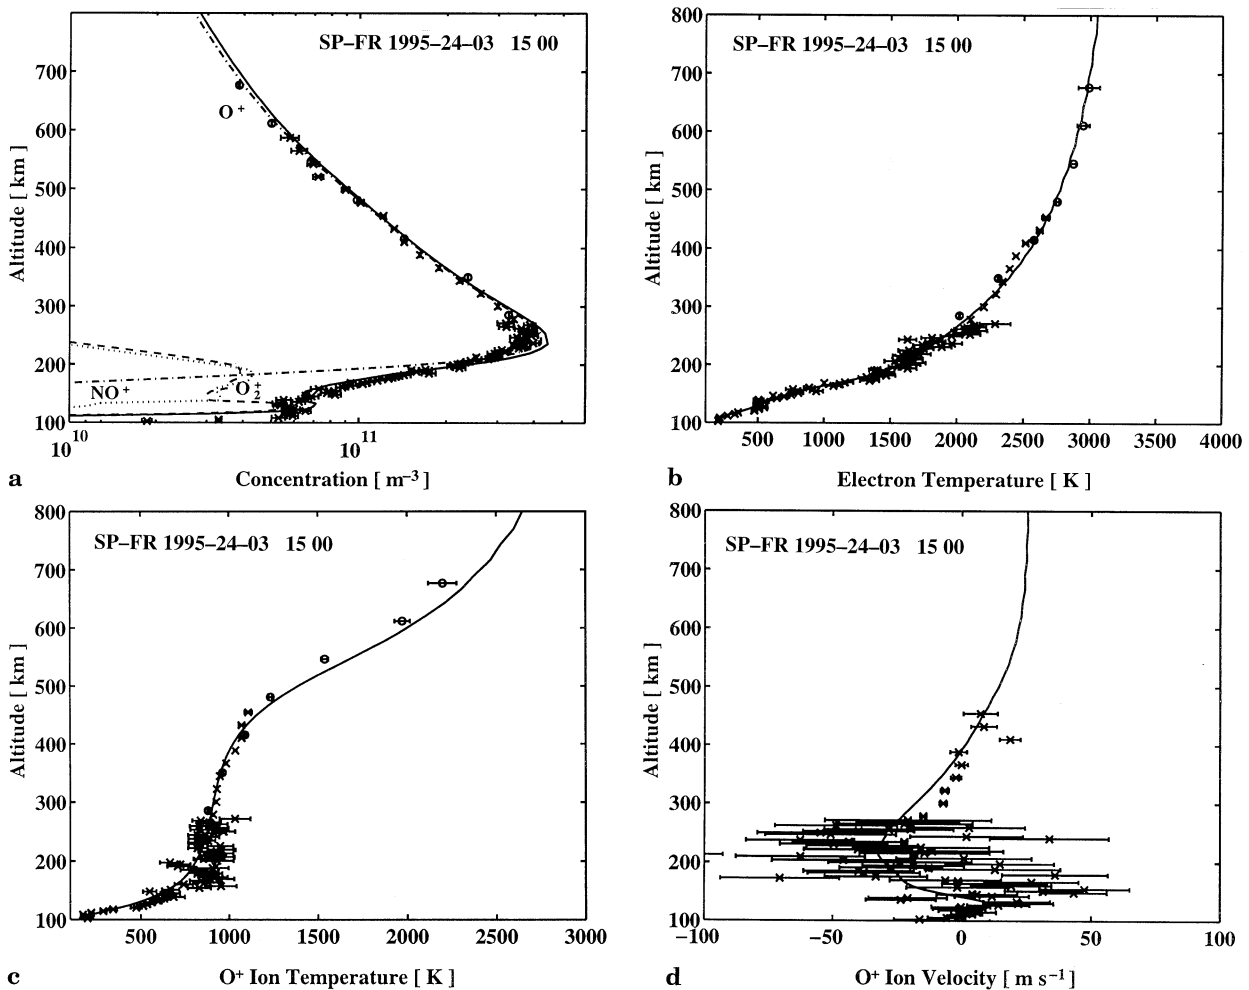 SP–FR 1995–24–03 15 00
Altitude [ km ]
700
600
500
400
300
200
100
O+
NO+
O2+
10^10
10^11
Concentration [ m^–3 ]
a
SP–FR 1995–24–03 15 00
Altitude [ km ]
800
700
600
500
400
300
200
100
500 1000 1500 2000 2500 3000 3500 4000
Electron Temperature [ K ]
b
SP–FR 1995–24–03 15 00
Altitude [ km ]
800
700
600
500
400
300
200
100
500 1000 1500 2000 2500 3000
O+ Ion Temperature [ K ]
c
SP–FR 1995–24–03 15 00
Altitude [ km ]
800
700
600
500
400
300
200
100
–100 –50 0 50 100
O+ Ion Velocity [ m s^–1 ]
d